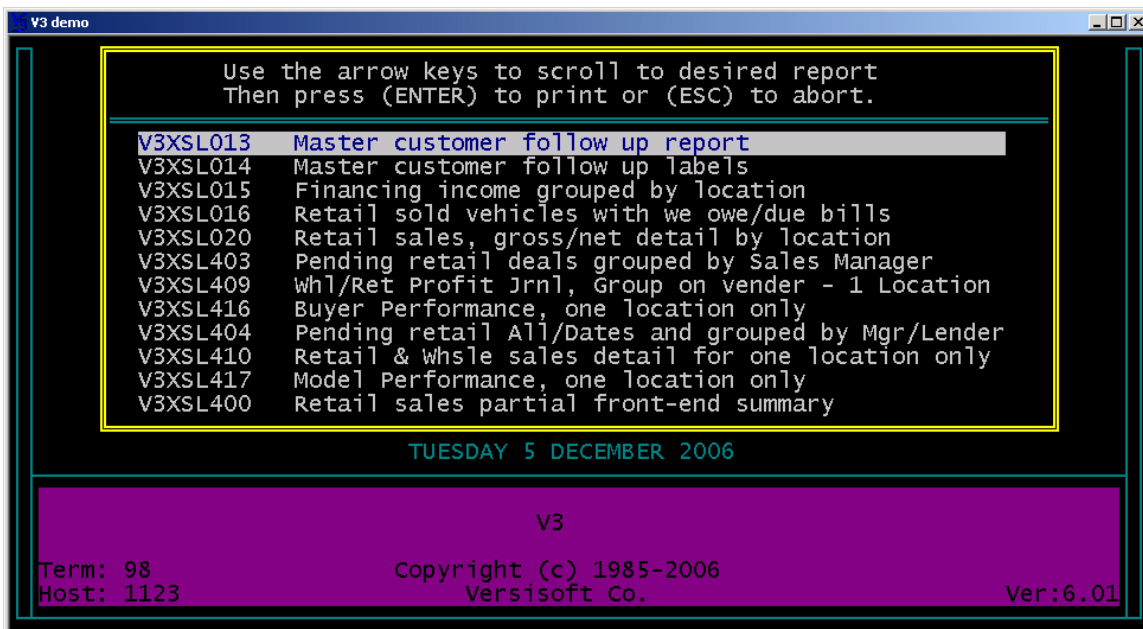 V3 demo
Use the arrow keys to scroll to desired report
Then press (ENTER) to print or (ESC) to abort.
V3XSL013 Master customer follow up report
V3XSL014 Master customer follow up labels
V3XSL015 Financing income grouped by location
V3XSL016 Retail sold vehicles with we owe/due bills
V3XSL020 Retail sales, gross/net detail by location
V3XSL403 Pending retail deals grouped by Sales Manager
V3XSL409 Whl/Ret Profit Jrnl, Group on vender - 1 Location
V3XSL416 Buyer Performance, one location only
V3XSL404 Pending retail All/Dates and grouped by Mgr/Lender
V3XSL410 Retail & Whsle sales detail for one location only
V3XSL417 Model Performance, one location only
V3XSL400 Retail sales partial front-end summary
TUESDAY 5 DECEMBER 2006
V3
Term: 98 Copyright (c) 1985-2006
Host: 1123 Versisoft Co. Ver:6.01